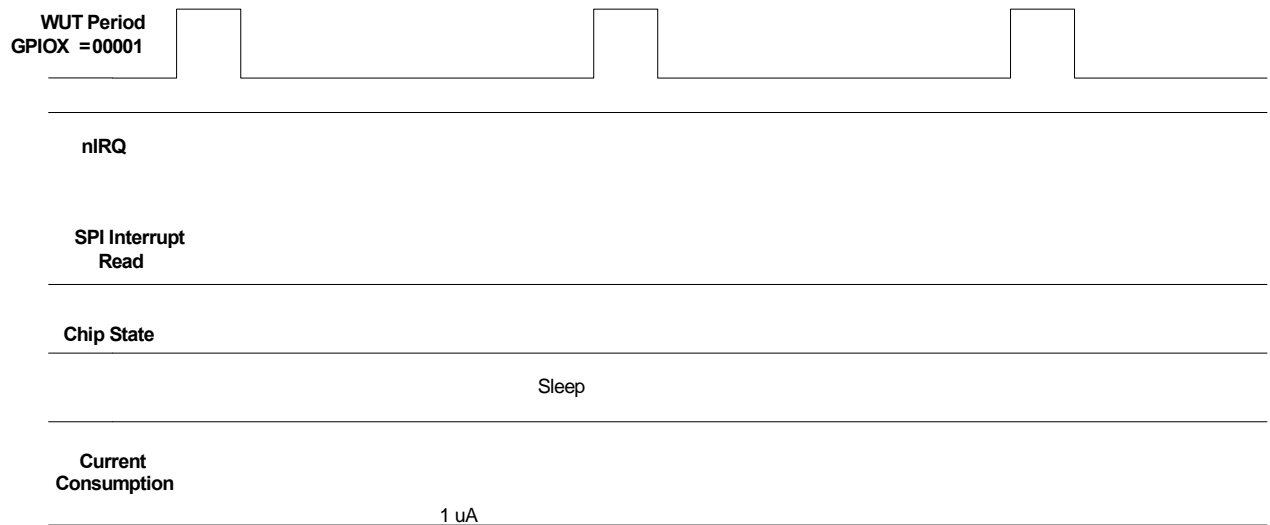 WUT Period
GPIOX =00001
nIRQ
SPI Interrupt
Read
Chip State
Sleep
Current
Consumption
1 uA